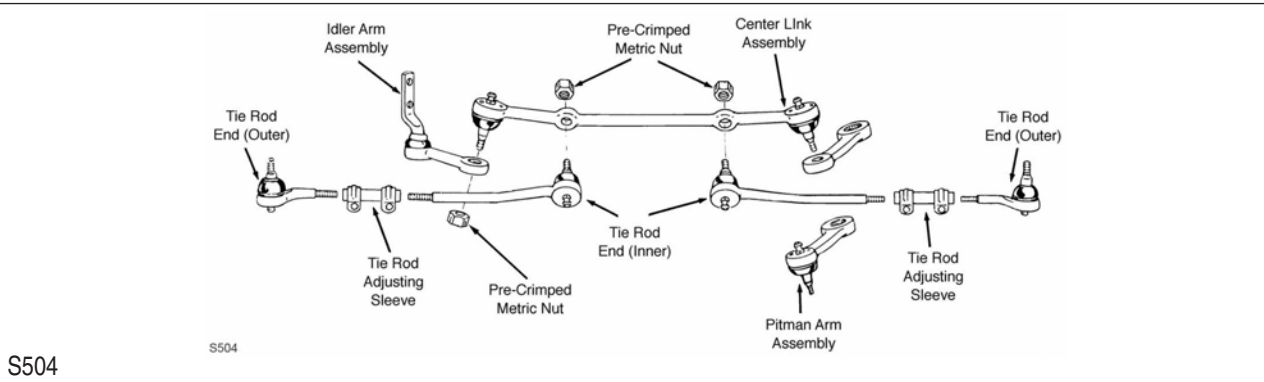 Idler Arm
Assembly
Pre-Crimped
Metric Nut
Center LInk
Assembly
Tie Rod
End (Outer)
Tie Rod
End (Outer)
Tie Rod
Adjusting
Sleeve
Pre-Crimped
Metric Nut
Tie Rod
End (Inner)
Pitman Arm
Assembly
Tie Rod
Adjusting
Sleeve
S504
S504